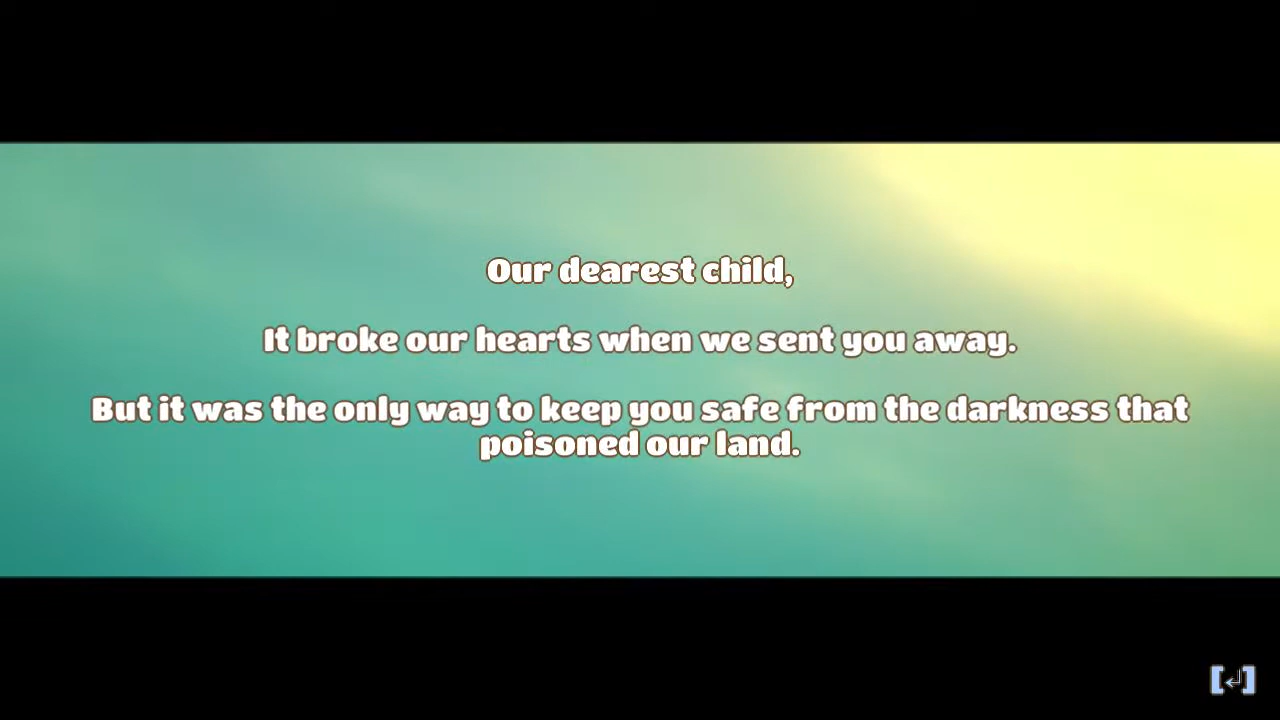 Our dearest child,
It broke our hearts when we sent you away.
But it was the only way to keep you safe from the darkness that
poisoned our land.
[↵]